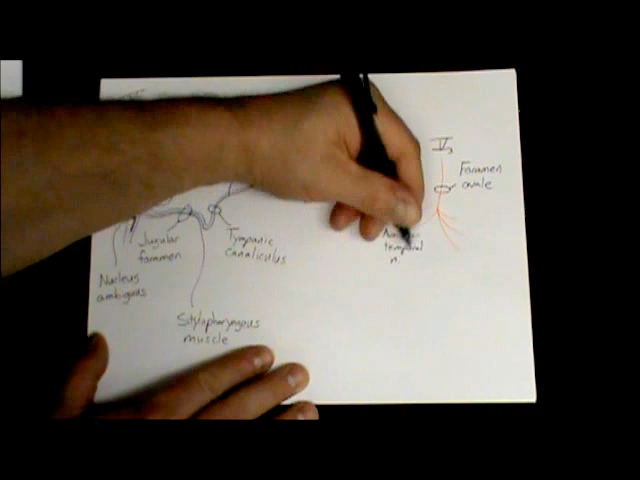 V3
Foramen
ovale
Jugular
foramen
Tympanic
canaliculus
temporal
n.
Nucleus
ambiguus
Stylopharyngeus
muscle